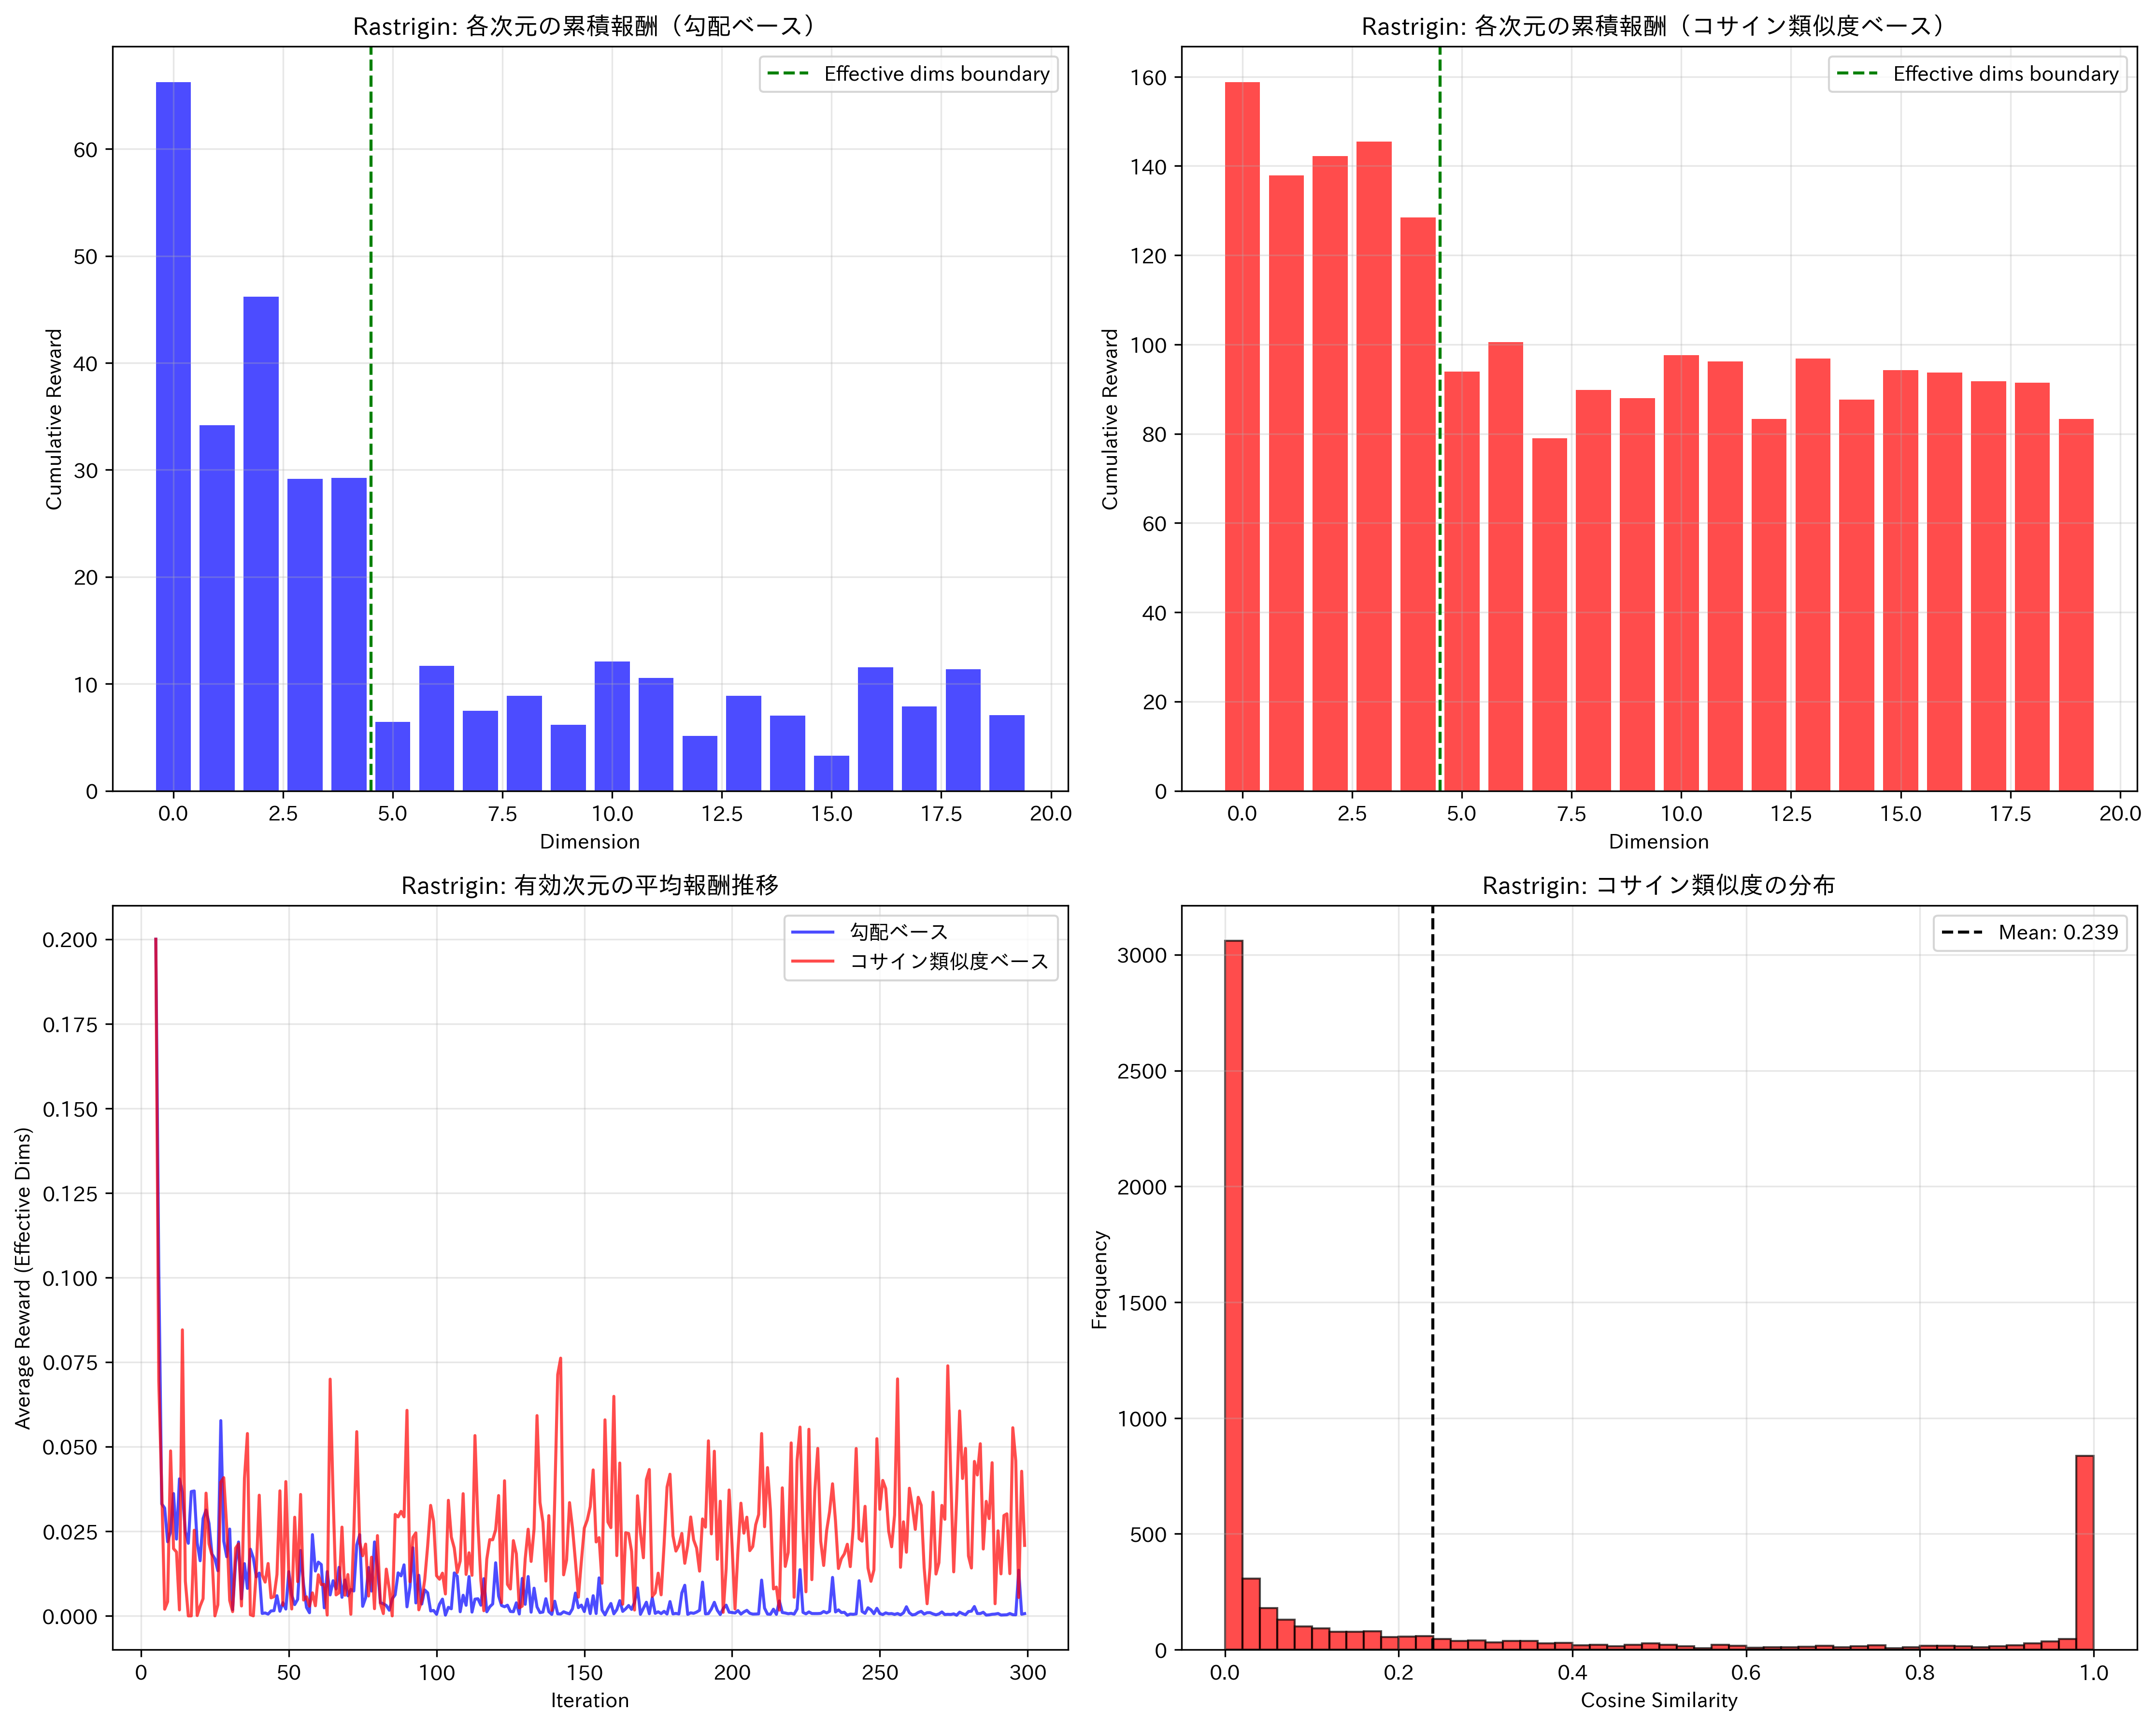 Rastrigin: 各次元の累積報酬（勾配ベース）
Effective dims boundary
Cumulative Reward
60
50
40
30
20
10
0
0.0 2.5 5.0 7.5 10.0 12.5 15.0 17.5 20.0
Dimension
Rastrigin: 各次元の累積報酬（コサイン類似度ベース）
Effective dims boundary
Cumulative Reward
160
140
120
100
80
60
40
20
0
0.0 2.5 5.0 7.5 10.0 12.5 15.0 17.5 20.0
Dimension
Rastrigin: 有効次元の平均報酬推移
勾配ベース
コサイン類似度ベース
Average Reward (Effective Dims)
0.200
0.175
0.150
0.125
0.100
0.075
0.050
0.025
0.000
0 50 100 150 200 250 300
Iteration
Rastrigin: コサイン類似度の分布
Mean: 0.239
Frequency
3000
2500
2000
1500
1000
500
0
0.0 0.2 0.4 0.6 0.8 1.0
Cosine Similarity